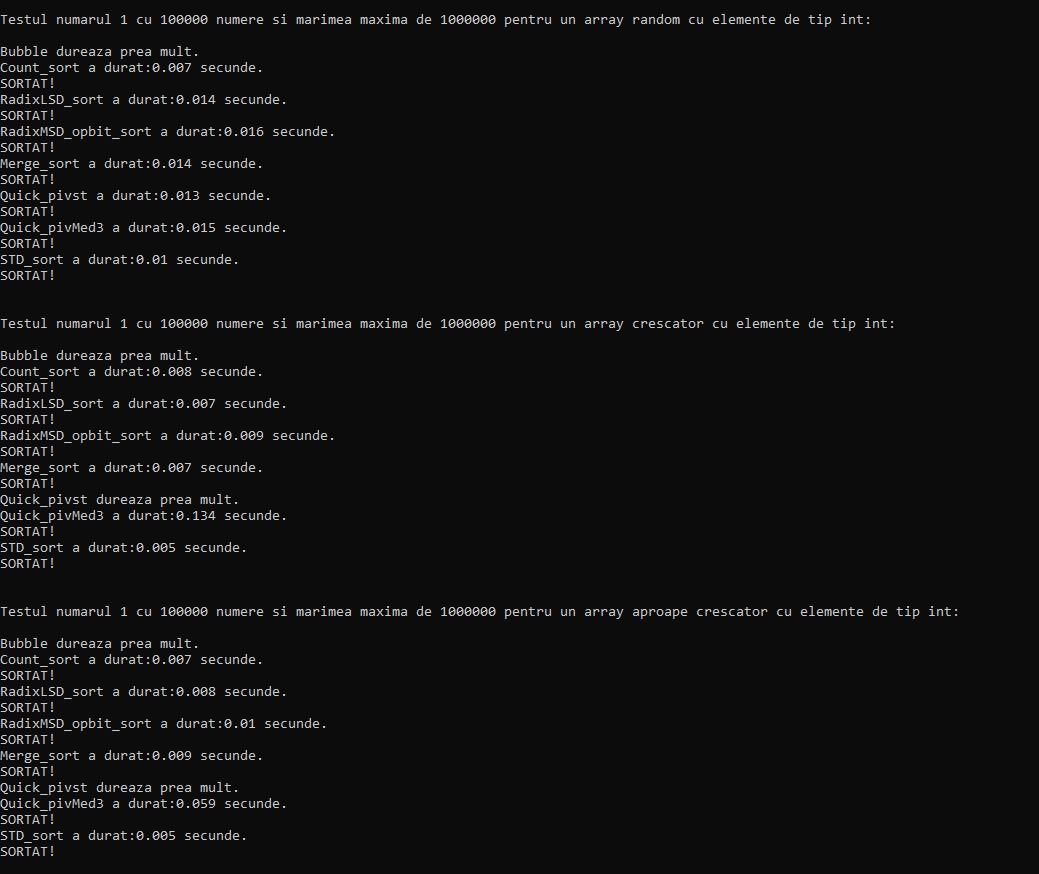 Testul numarul 1 cu 100000 numere si marimea maxima de 1000000 pentru un array random cu elemente de tip int:
Bubble dureaza prea mult.
Count_sort a durat:0.007 secunde.
SORTAT!
RadixLSD_sort a durat:0.014 secunde.
SORTAT!
RadixMSD_opbit_sort a durat:0.016 secunde.
SORTAT!
Merge_sort a durat:0.014 secunde.
SORTAT!
Quick_pivst a durat:0.013 secunde.
SORTAT!
Quick_pivMed3 a durat:0.015 secunde.
SORTAT!
STD_sort a durat:0.01 secunde.
SORTAT!
Testul numarul 1 cu 100000 numere si marimea maxima de 1000000 pentru un array crescator cu elemente de tip int:
Bubble dureaza prea mult.
Count_sort a durat:0.008 secunde.
SORTAT!
RadixLSD_sort a durat:0.007 secunde.
SORTAT!
RadixMSD_opbit_sort a durat:0.009 secunde.
SORTAT!
Merge_sort a durat:0.007 secunde.
SORTAT!
Quick_pivst dureaza prea mult.
Quick_pivMed3 a durat:0.134 secunde.
SORTAT!
STD_sort a durat:0.005 secunde.
SORTAT!
Testul numarul 1 cu 100000 numere si marimea maxima de 1000000 pentru un array aproape crescator cu elemente de tip int:
Bubble dureaza prea mult.
Count_sort a durat:0.007 secunde.
SORTAT!
RadixLSD_sort a durat:0.008 secunde.
SORTAT!
RadixMSD_opbit_sort a durat:0.01 secunde.
SORTAT!
Merge_sort a durat:0.009 secunde.
SORTAT!
Quick_pivst dureaza prea mult.
Quick_pivMed3 a durat:0.059 secunde.
SORTAT!
STD_sort a durat:0.005 secunde.
SORTAT!